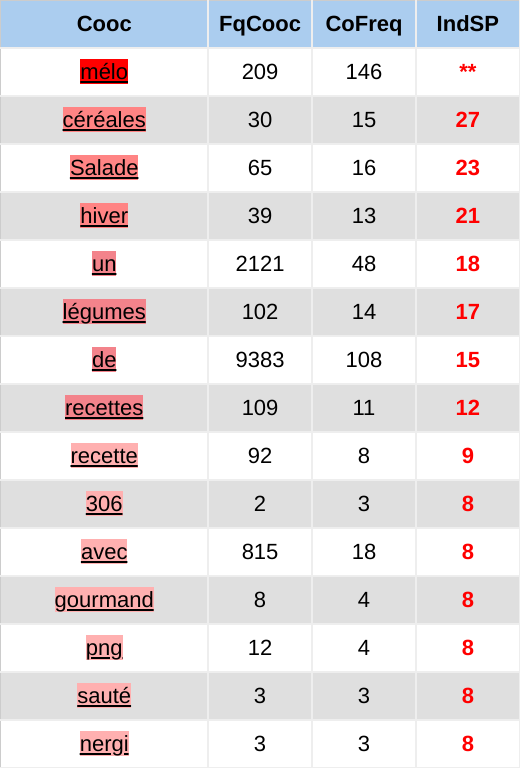 Cooc FqCooc CoFreq IndSP
mélo 209 146 **
céréales 30 15 27
Salade 65 16 23
hiver 39 13 21
un 2121 48 18
légumes 102 14 17
de 9383 108 15
recettes 109 11 12
recette 92 8 9
306 2 3 8
avec 815 18 8
gourmand 8 4 8
png 12 4 8
sauté 3 3 8
nergi 3 3 8